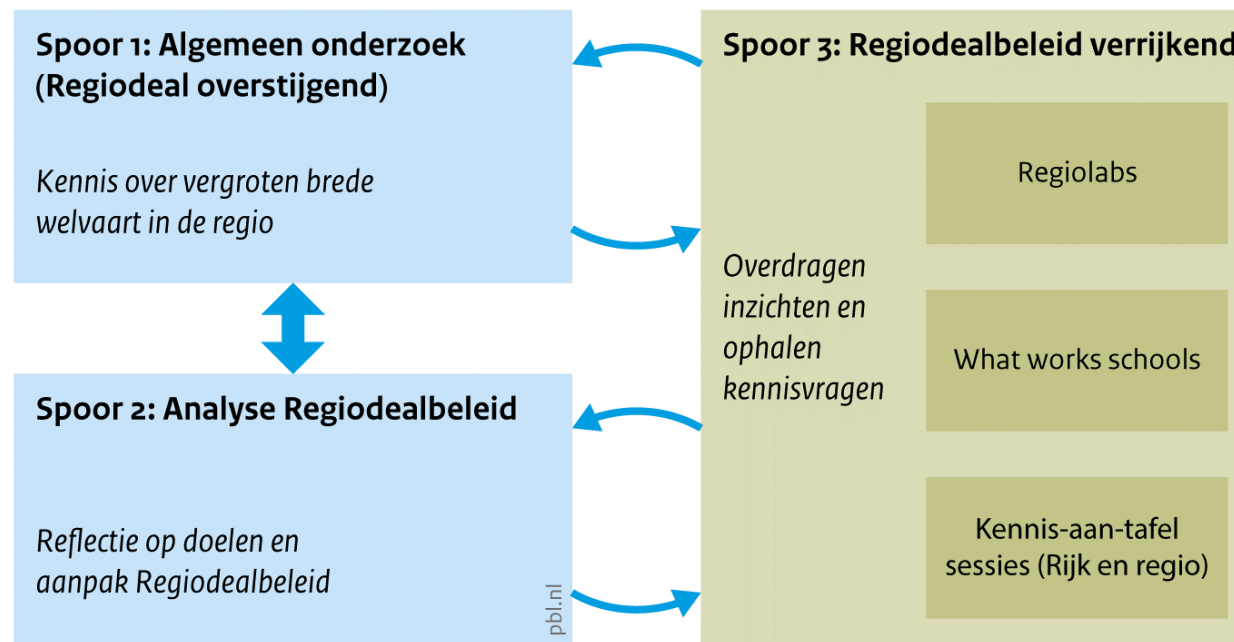 Spoor 1: Algemeen onderzoek
(Regiodeal overstijgend)
Kennis over vergroten brede
welvaart in de regio
Spoor 2: Analyse Regiodealbeleid
Reflectie op doelen en
aanpak Regiodealbeleid
pbl.nl
Spoor 3: Regiodealbeleid verrijkend
Overdragen
inzichten en
ophalen
kennisvragen
Regiolabs
What works schools
Kennis-aan-tafel
sessies (Rijk en regio)